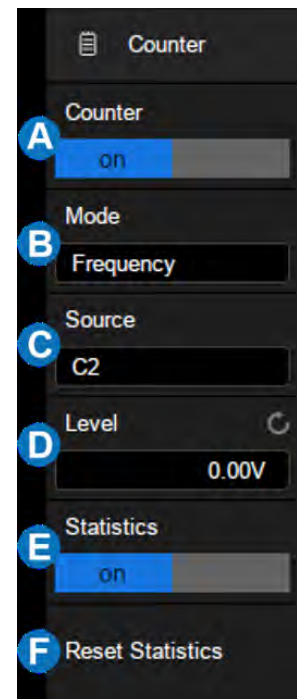 Counter
Counter
A
on
Mode
B
Frequency
Source
C
C2
Level
D
0.00V
Statistics
E
on
F Reset Statistics